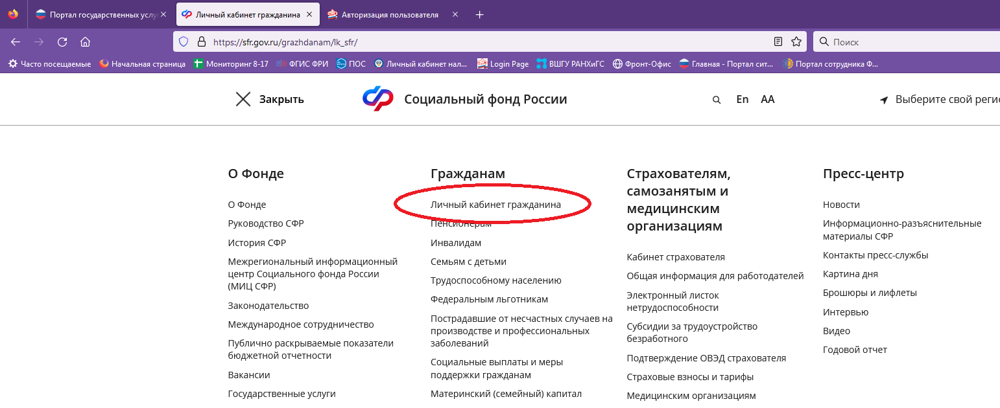 Портал государственных услу
Личный кабинет гражданина
Авторизация пользователя
https://sfr.gov.ru/grazhdanam/lk_sfr/
Поиск
Часто посещаемые
Начальная страница
Мониторинг 8-17
ФГИС ФРИ
ПОС
Личный кабинет нал...
Login Page
ВШГУ РАНХиГС
Фронт-Офис
Главная - Портал сит...
Портал сотрудника Ф...
Закрыть
Социальный фонд России
En
AA
Выберите свой реги
О Фонде
О Фонде
Руководство СФР
История СФР
Межрегиональный информационный
центр Социального фонда России
(МИЦ СФР)
Законодательство
Международное сотрудничество
Публично раскрываемые показатели
бюджетной отчетности
Вакансии
Государственные услуги
Гражданам
Личный кабинет гражданина
Пенсионерам
Инвалидам
Семьям с детьми
Трудоспособному населению
Федеральным льготникам
Пострадавшие от несчастных случаев на
производстве и профессиональных
заболеваний
Социальные выплаты и меры
поддержки гражданам
Материнский (семейный) капитал
Страхователям,
самозанятым и
медицинским
организациям
Кабинет страхователя
Общая информация для работодателей
Электронный листок
нетрудоспособности
Субсидии за трудоустройство
безработного
Подтверждение ОВЭД страхователя
Страховые взносы и тарифы
Медицинским организациям
Пресс-центр
Новости
Информационно-разъяснительные
материалы СФР
Контакты пресс-службы
Картина дня
Брошюры и лифлеты
Интервью
Видео
Годовой отчет